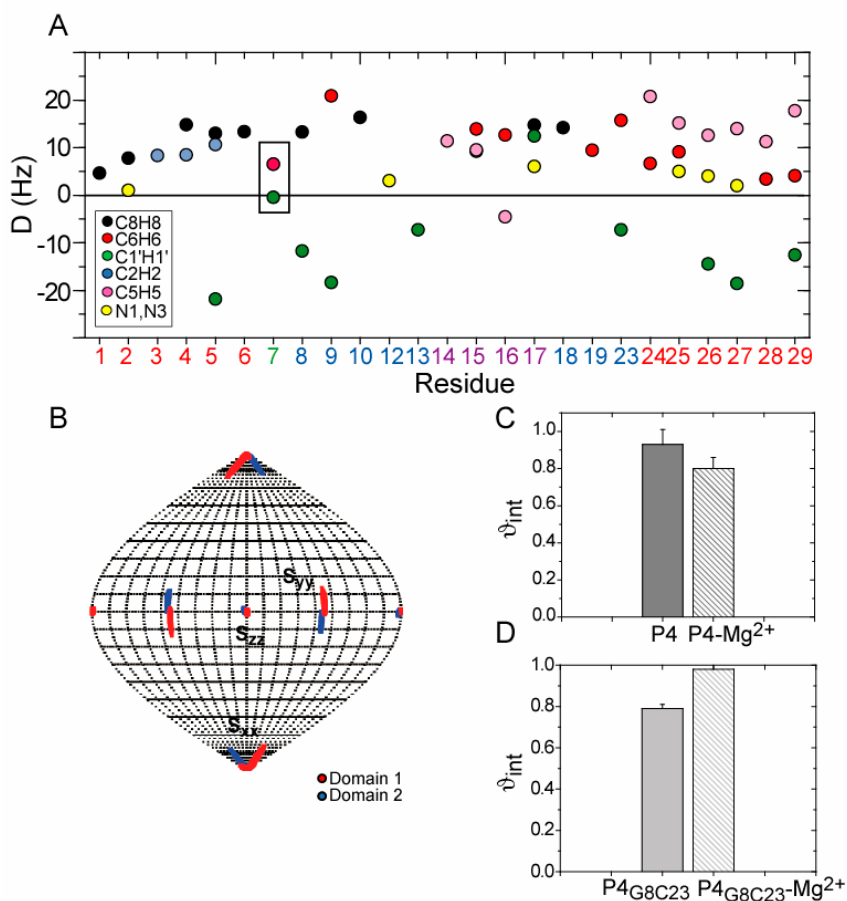 A
20
10
0
-10
-20
D (Hz)
C8H8
C6H6
C1'H1'
C2H2
C5H5
N1,N3
1 2 3 4 5 6 7 8 9 10 12 13 14 15 16 17 18 19 23 24 25 26 27 28 29
Residue
B
Syy
Szz
Sxx
Domain 1
Domain 2
C
1.0
0.8
0.6
0.4
0.2
0.0
ϑint
P4 P4-Mg2+
D
1.0
0.8
0.6
0.4
0.2
0.0
ϑint
P4G8C23 P4G8C23-Mg2+